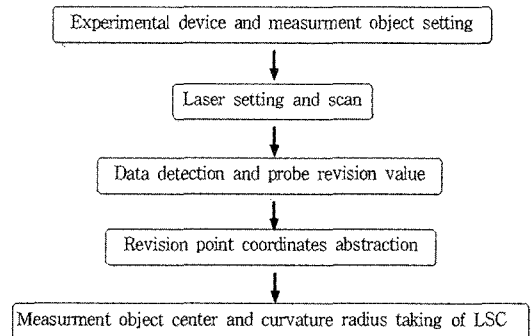 Experimental device and measurment object setting
Laser setting and scan
Data detection and probe revision value
Revision point coordinates abstraction
Measurment object center and curvature radius taking of LSC